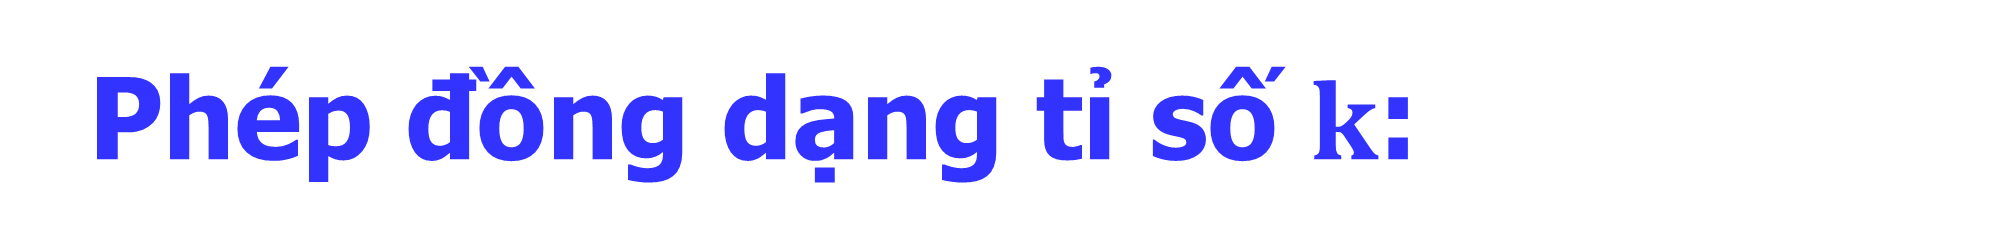 Phép đồng dạng tỉ số k: